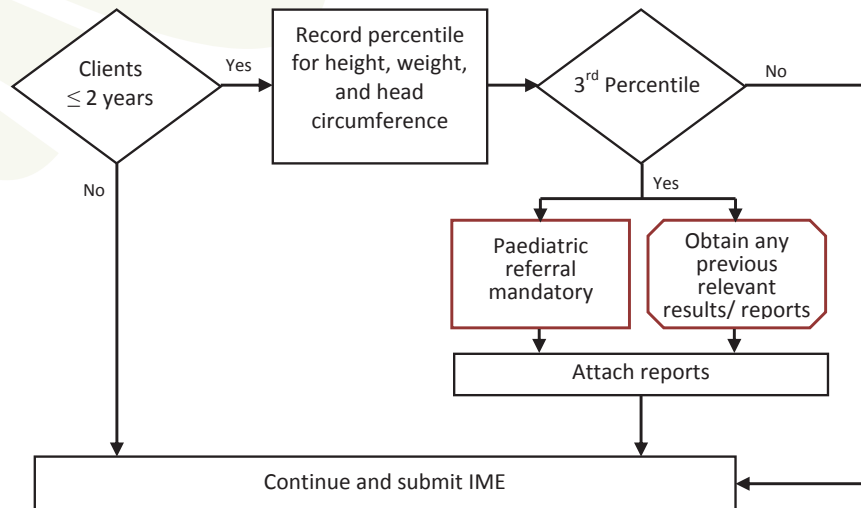 Clients
≤ 2 years
Yes
Record percentile
for height, weight,
and head
circumference
3rd Percentile
No
No
Yes
Paediatric
referral
mandatory
Obtain any
previous
relevant
results/ reports
Attach reports
Continue and submit IME